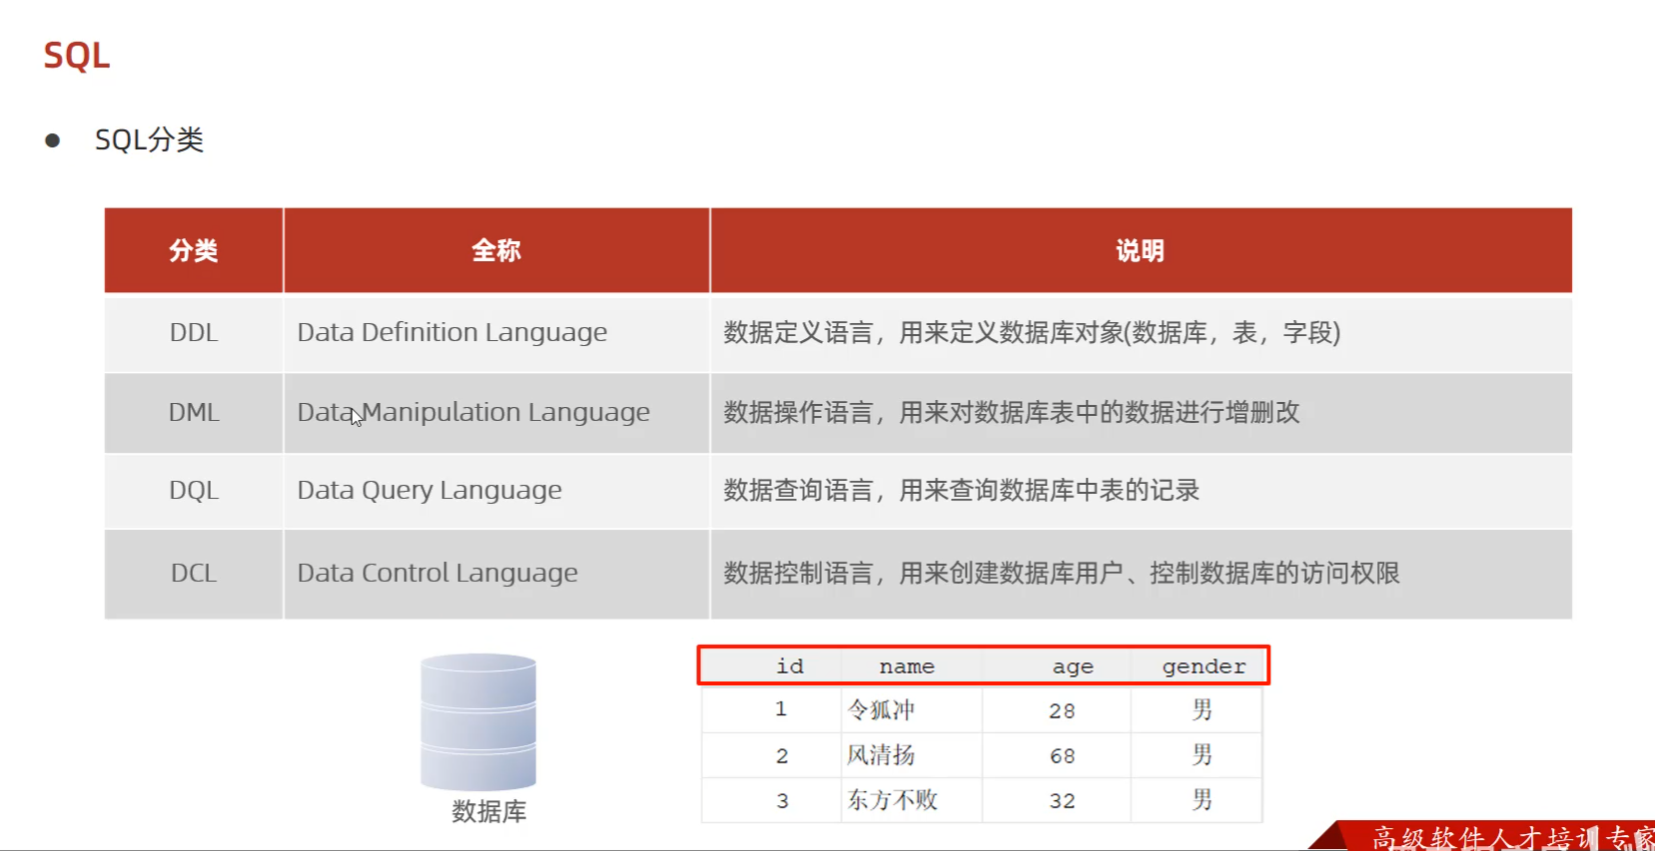 SQL
● SQL分类
分类 全称 说明
DDL Data Definition Language 数据定义语言，用来定义数据库对象(数据库，表，字段)
DML Data Manipulation Language 数据操作语言，用来对数据库表中的数据进行增删改
DQL Data Query Language 数据查询语言，用来查询数据库中表的记录
DCL Data Control Language 数据控制语言，用来创建数据库用户、控制数据库的访问权限
id name age gender
1 令狐冲 28 男
2 风清扬 68 男
3 东方不败 32 男
数据库
高级软件人才培训专家